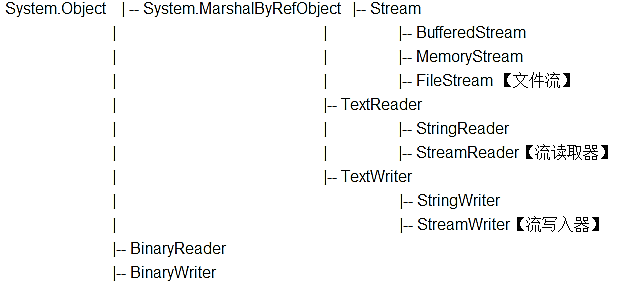 System.Object | -- System.MarshalByRefObject |-- Stream
| | |-- BufferedStream
| | |-- MemoryStream
| | |-- FileStream【文件流】
| |-- TextReader
| | |-- StringReader
| | |-- StreamReader【流读取器】
| |-- TextWriter
| |-- StringWriter
| |-- StreamWriter【流写入器】
|-- BinaryReader
|-- BinaryWriter